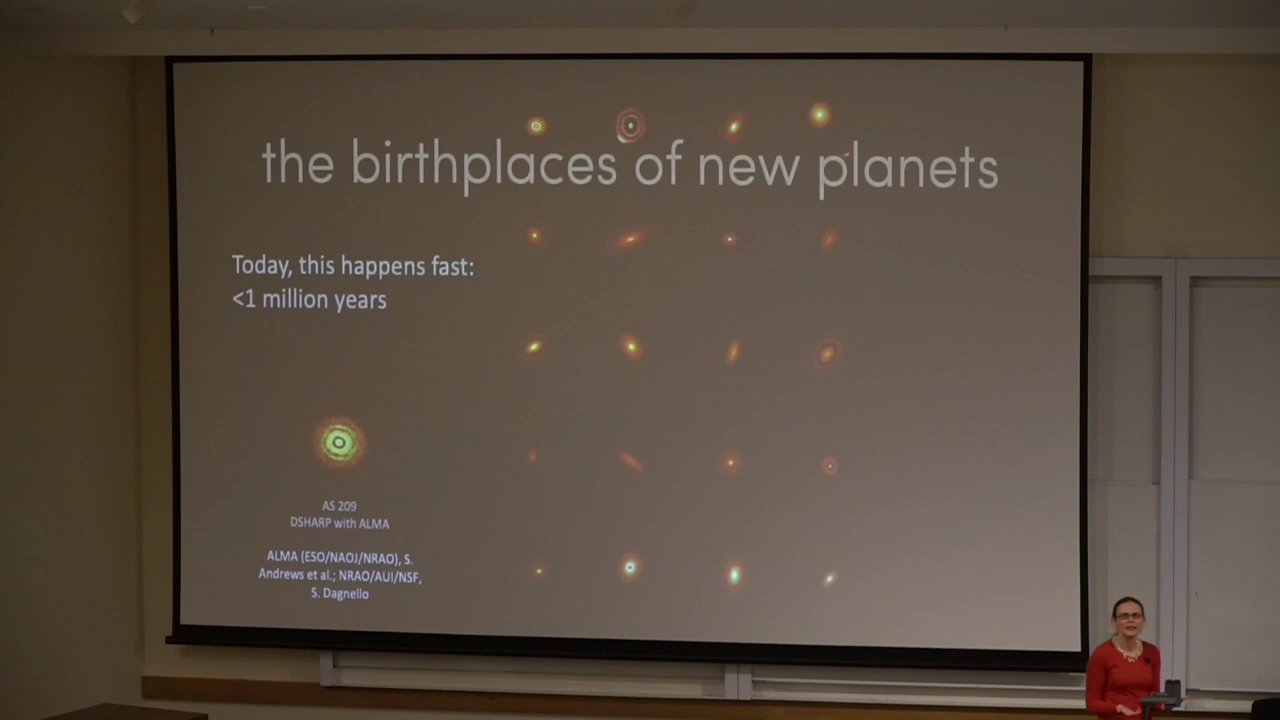 the birthplaces of new planets
Today, this happens fast:
<1 million years
AS 209
DSHARP with ALMA
ALMA (ESO/NAOJ/NRAO), S.
Andrews et al.; NRAO/AUI/NSF,
S. Dagnello